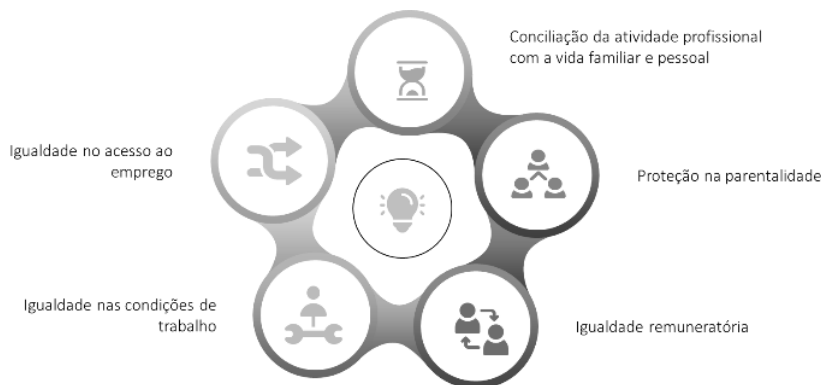 Conciliação da atividade profissional
com a vida familiar e pessoal
Igualdade no acesso ao
emprego
Proteção na parentalidade
Igualdade nas condições de
trabalho
Igualdade remuneratória